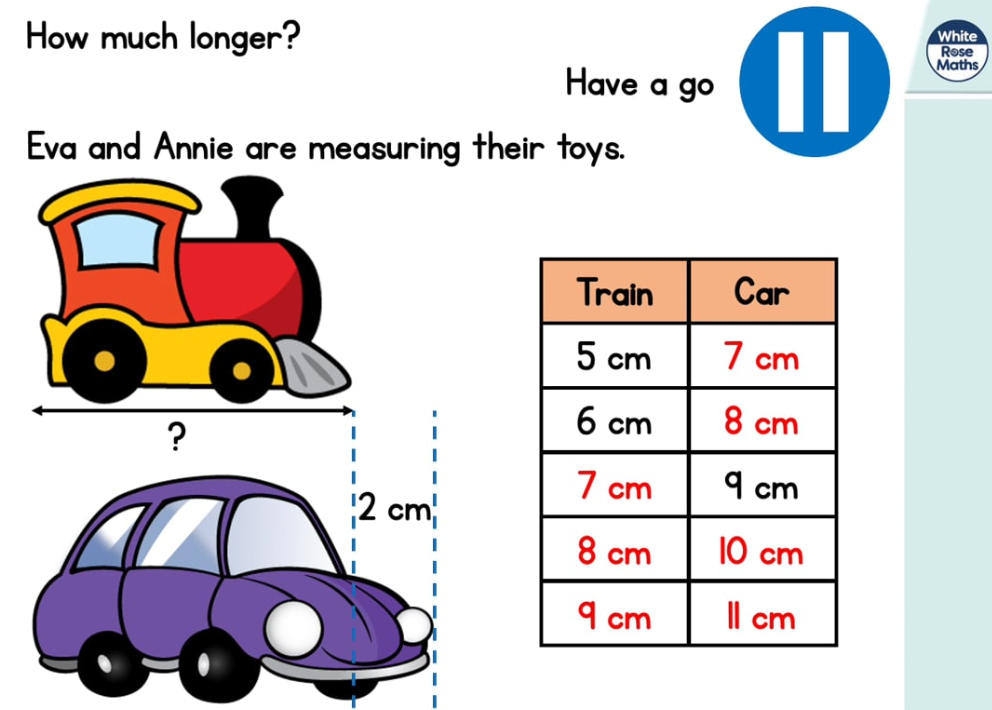 How much longer?
Have a go
White
Rose
Maths
Eva and Annie are measuring their toys.
?
2 cm
Train Car
5 cm 7 cm
6 cm 8 cm
7 cm 9 cm
8 cm 10 cm
9 cm 11 cm